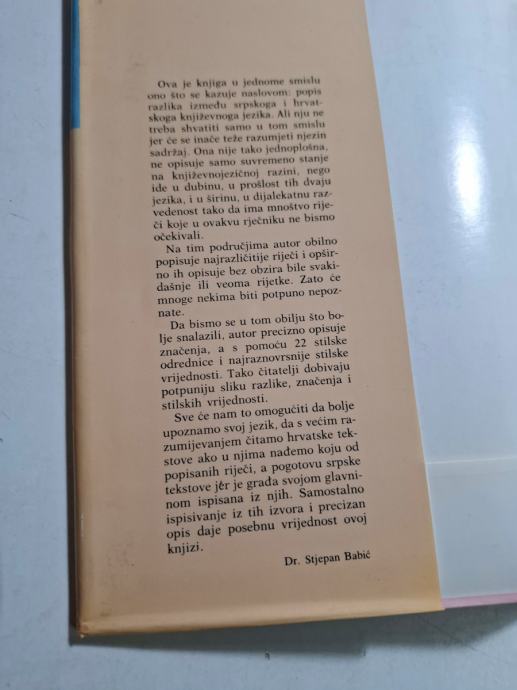 Ova je knjiga u jednome smislu
ono što se kazuje naslovom: popis
razlika između srpskoga i hrvat-
skoga književnoga jezika. Ali nju ne
treba shvatiti samo u tom smislu
jer će se inače teže razumjeti njezin
sadržaj. Ona nije tako jednoplošna,
ne opisuje samo suvremeno stanje
na književnojezičnoj razini, nego
ide u dubinu, u prošlost tih dvaju
jezika, i u širinu, u dijalekatnu raz-
vedenost tako da ima mnoštvo rije-
či koje u ovakvu rječniku ne bismo
očekivali.
Na tim područjima autor obilno
popisuje najrazličitije riječi i opšir-
no ih opisuje bez obzira bile svaki-
dašnje ili veoma rijetke. Zato će
mnoge nekima biti potpuno nepoz-
nate.
Da bismo se u tom obilju što bo-
lje snalazili, autor precizno opisuje
značenja, a s pomoću 22 stilske
odrednice i najraznovrsnije stilske
vrijednosti. Tako čitatelji dobivaju
potpuniju sliku razlike, značenja i
stilskih vrijednosti.
Sve će nam to omogućiti da bolje
upoznamo svoj jezik, da s većim ra-
zumijevanjem čitamo hrvatske tek-
stove ako u njima nađemo koju od
popisanih riječi, a pogotovu srpske
tekstove jer je građa svojom glavni-
nom ispisana iz njih. Samostalno
ispisivanje iz tih izvora i precizan
opis daje posebnu vrijednost ovoj
knjizi.
Dr. Stjepan Babić